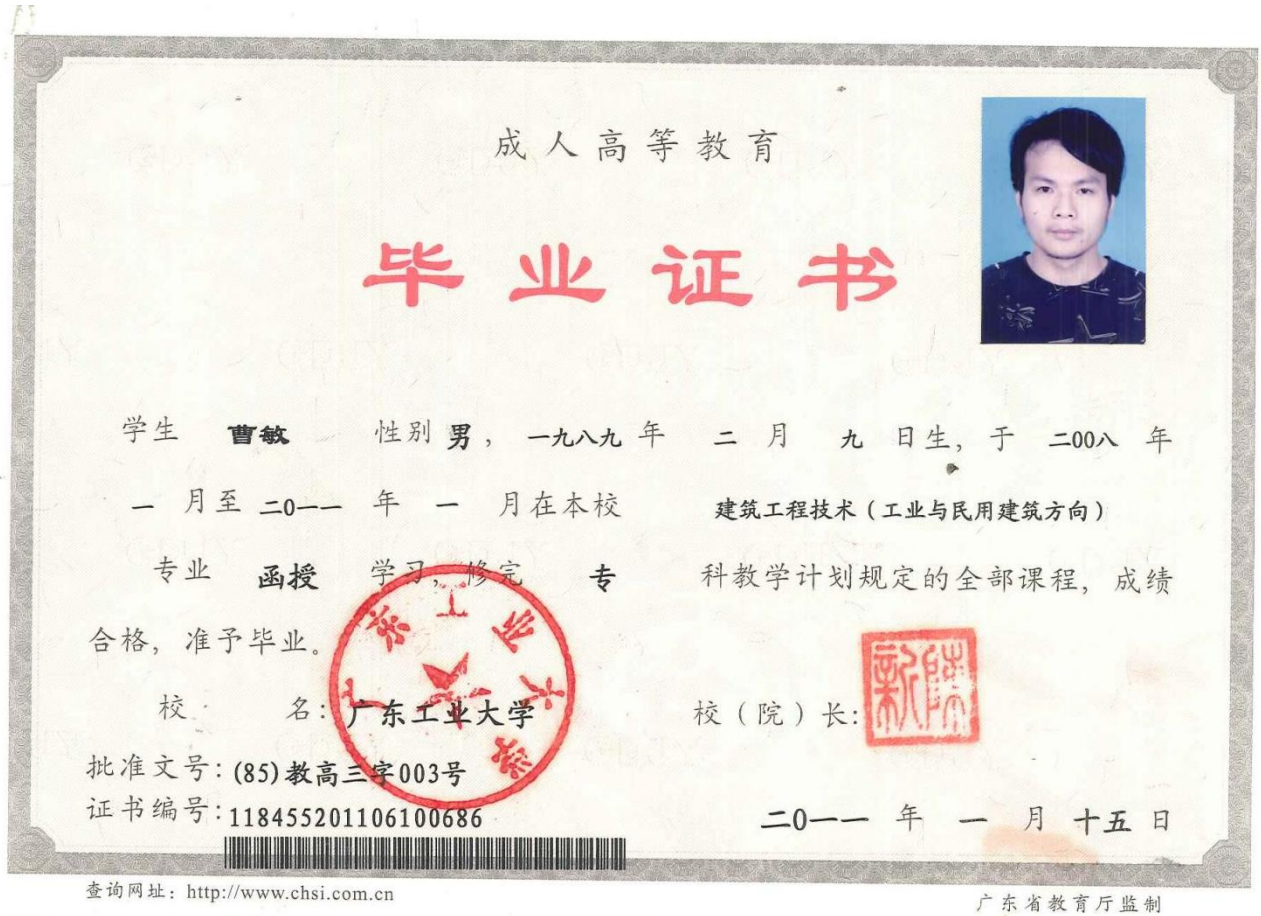 成人高等教育
毕业证书
学生 曹敏 性别 男， 一九八九 年 二 月 九 日生，于 二00八 年
一 月至 二0一一 年 一 月在本校 建筑工程技术（工业与民用建筑方向）
专业 函授 学习，修完 专 科教学计划规定的全部课程，成绩
合格，准予毕业。
广东工业大学
校 名：广东工业大学 校（院）长：
批准文号：(85)教高三字003号
证书编号：118455201106100686 二0一一 年 一 月 十五 日
查询网址：http://www.chsi.com.cn 广东省教育厅监制